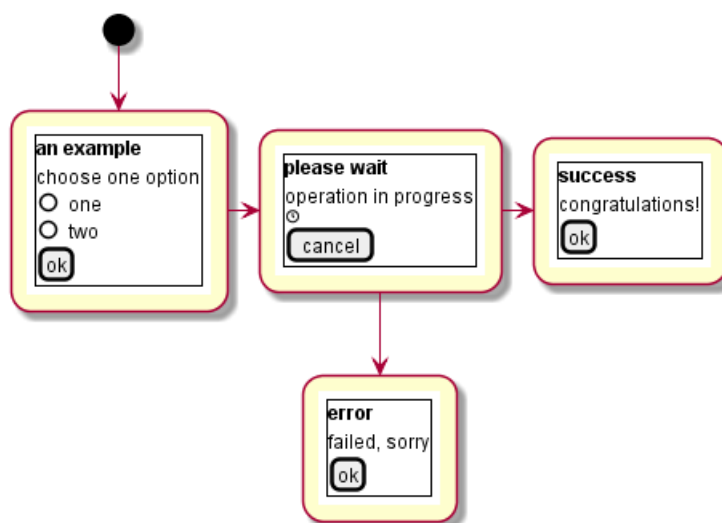 an example
choose one option
one
two
ok
please wait
operation in progress
cancel
success
congratulations!
ok
error
failed, sorry
ok